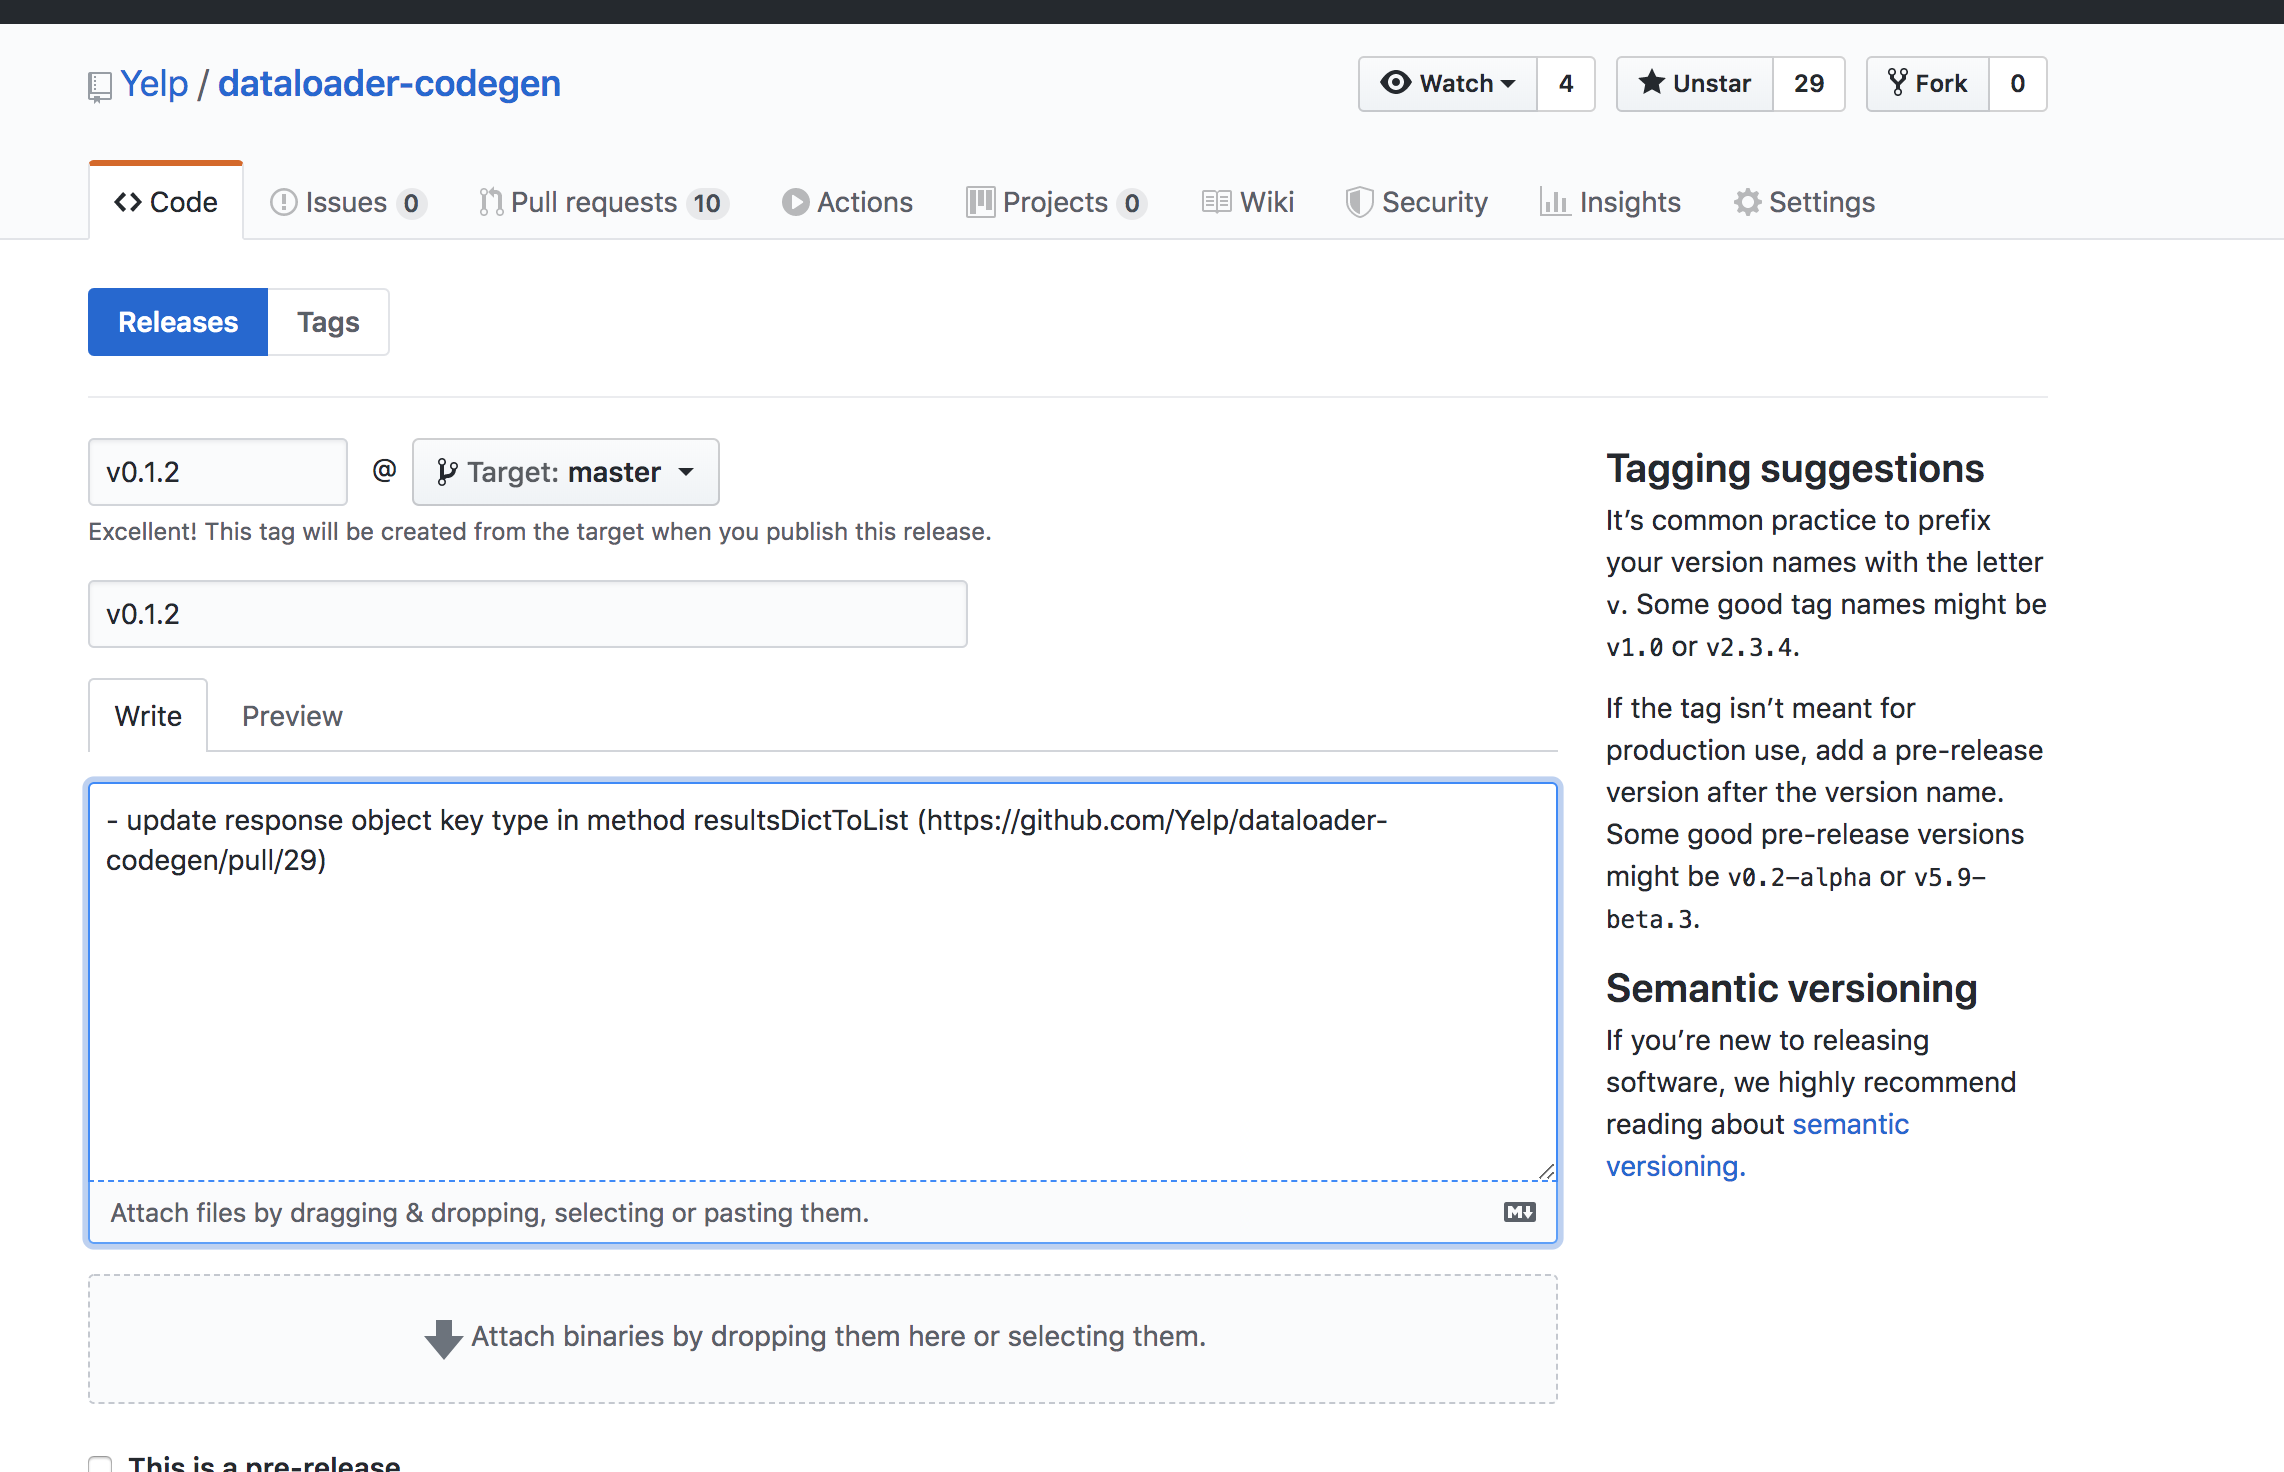 Yelp / dataloader-codegen
Watch 4
Unstar 29
Fork 0
Code
Issues 0
Pull requests 10
Actions
Projects 0
Wiki
Security
Insights
Settings
Releases
Tags
v0.1.2
@
Target: master
Excellent! This tag will be created from the target when you publish this release.
v0.1.2
Write
Preview
- update response object key type in method resultsDictToList (https://github.com/Yelp/dataloader-
codegen/pull/29)
Attach files by dragging & dropping, selecting or pasting them.
M
Attach binaries by dropping them here or selecting them.
This is a pre-release
Tagging suggestions
It’s common practice to prefix
your version names with the letter
v. Some good tag names might be
v1.0 or v2.3.4.
If the tag isn’t meant for
production use, add a pre-release
version after the version name.
Some good pre-release versions
might be v0.2-alpha or v5.9-
beta.3.
Semantic versioning
If you’re new to releasing
software, we highly recommend
reading about semantic
versioning.